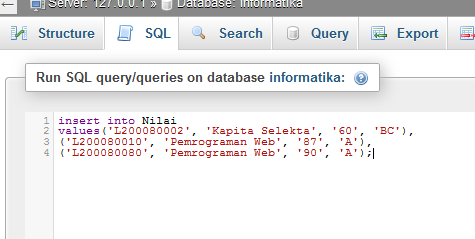 Server: 127.0.0.1 » Database: informatika
Structure SQL Search Query Export
Run SQL query/queries on database informatika:
1 insert into Nilai
2 values('L200080002', 'Kapita Selekta', '60', 'BC'),
3 ('L200080010', 'Pemrograman Web', '87', 'A'),
4 ('L200080080', 'Pemrograman Web', '90', 'A');